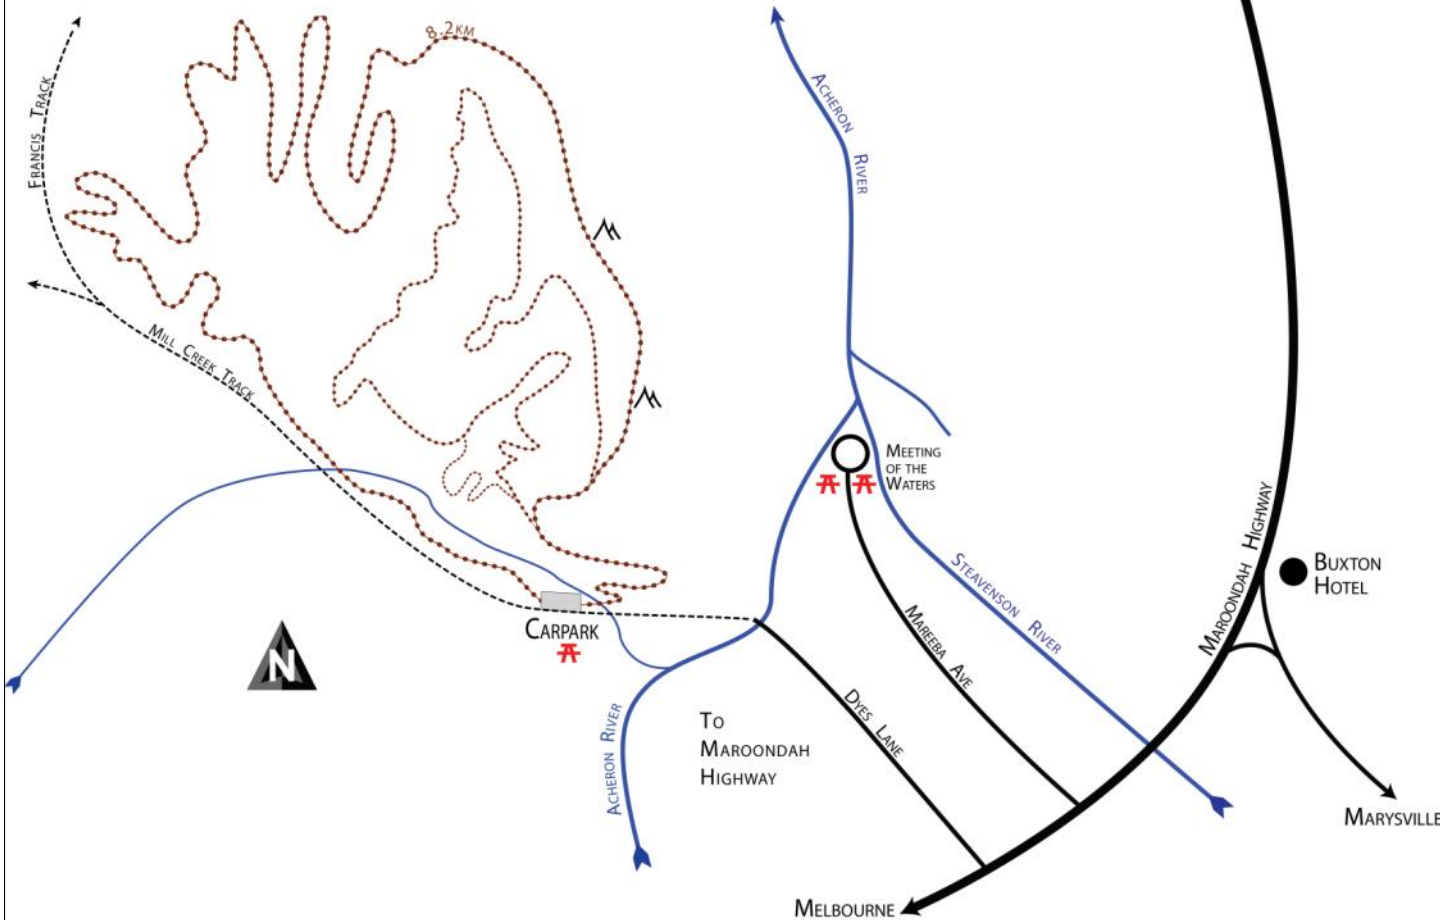 8.2KM
FRANCIS TRACK
ACHERON RIVER
MILL CREEK TRACK
MEETING
OF THE
WATERS
MAROONDAH HIGHWAY
BUXTON
HOTEL
STEAVENSON RIVER
MAREEBA AVE
CARPARK
N
DYES LANE
TO
MAROONDAH
HIGHWAY
ACHERON RIVER
MARYSVILLE
MELBOURNE